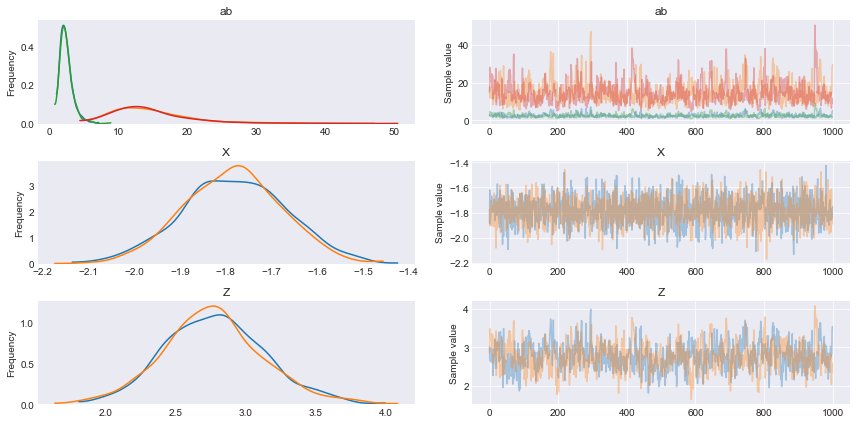 ab
Frequency
0.4
0.2
0.0
0 10 20 30 40 50
ab
Sample value
40
20
0
0 200 400 600 800 1000
X
Frequency
3
2
1
0
−2.2 −2.1 −2.0 −1.9 −1.8 −1.7 −1.6 −1.5 −1.4
X
Sample value
−1.4
−1.6
−1.8
−2.0
−2.2
0 200 400 600 800 1000
Z
Frequency
1.0
0.5
0.0
2.0 2.5 3.0 3.5 4.0
Z
Sample value
4
3
2
0 200 400 600 800 1000